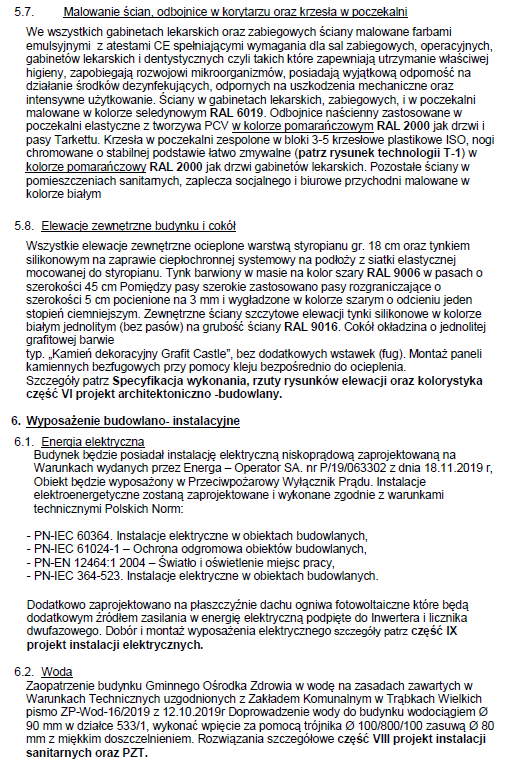 5.7. Malowanie ścian, odbojnice w korytarzu oraz krzesła w poczekalni
We wszystkich gabinetach lekarskich oraz zabiegowych ściany malowane farbami
emulsyjnymi z atestami CE spełniającymi wymagania dla sal zabiegowych, operacyjnych,
gabinetów lekarskich i dentystycznych czyli takich które zapewniają utrzymanie właściwej
higieny, zapobiegają rozwojowi mikroorganizmów, posiadają wyjątkową odporność na
działanie środków dezynfekujących, odpornych na uszkodzenia mechaniczne oraz
intensywne użytkowanie. Ściany w gabinetach lekarskich, zabiegowych, i w poczekalni
malowane w kolorze seledynowym RAL 6019. Odbojnice naścienny zastosowane w
poczekalni elastyczne z tworzywa PCV w kolorze pomarańczowym RAL 2000 jak drzwi i
pasy Tarkettu. Krzesła w poczekalni zespolone w bloki 3-5 krzesłowe plastikowe ISO, nogi
chromowane o stabilnej podstawie łatwo zmywalne (patrz rysunek technologii T-1) w
kolorze pomarańczowy RAL 2000 jak drzwi gabinetów lekarskich. Pozostałe ściany w
pomieszczeniach sanitarnych, zaplecza socjalnego i biurowe przychodni malowane w
kolorze białym
5.8. Elewacje zewnętrzne budynku i cokół
Wszystkie elewacje zewnętrzne ocieplone warstwą styropianu gr. 18 cm oraz tynkiem
silikonowym na zaprawie ciepłochronnej systemowy na podłoży z siatki elastycznej
mocowanej do styropianu. Tynk barwiony w masie na kolor szary RAL 9006 w pasach o
szerokości 45 cm Pomiędzy pasy szerokie zastosowano pasy rozgraniczające o
szerokości 5 cm pocienione na 3 mm i wygładzone w kolorze szarym o odcieniu jeden
stopień ciemniejszym. Zewnętrzne ściany szczytowe elewacji tynki silikonowe w kolorze
białym jednolitym (bez pasów) na grubość ściany RAL 9016. Cokół okładzina o jednolitej
grafitowej barwie
typ. „Kamień dekoracyjny Grafit Castle", bez dodatkowych wstawek (fug). Montaż paneli
kamiennych bezfugowych przy pomocy kleju bezpośrednio do ocieplenia.
Szczegóły patrz Specyfikacja wykonania, rzuty rysunków elewacji oraz kolorystyka
część VI projekt architektoniczno -budowlany.
6. Wyposażenie budowlano- instalacyjne
6.1. Energia elektryczna
Budynek będzie posiadał instalację elektryczną niskoprądową zaprojektowaną na
Warunkach wydanych przez Energa – Operator SA. nr P/19/063302 z dnia 18.11.2019 r,
Obiekt będzie wyposażony w Przeciwpożarowy Wyłącznik Prądu. Instalacje
elektroenergetyczne zostaną zaprojektowane i wykonane zgodnie z warunkami
technicznymi Polskich Norm:
- PN-IEC 60364. Instalacje elektryczne w obiektach budowlanych,
- PN-IEC 61024-1 – Ochrona odgromowa obiektów budowlanych,
- PN-EN 12464:1 2004 – Światło i oświetlenie miejsc pracy,
- PN-IEC 364-523. Instalacje elektryczne w obiektach budowlanych.
Dodatkowo zaprojektowano na płaszczyźnie dachu ogniwa fotowoltaiczne które będą
dodatkowym źródłem zasilania w energię elektryczną podpięte do Inwertera i licznika
dwufazowego. Dobór i montaż wyposażenia elektrycznego szczegóły patrz część IX
projekt instalacji elektrycznych.
6.2. Woda
Zaopatrzenie budynku Gminnego Ośrodka Zdrowia w wodę na zasadach zawartych w
Warunkach Technicznych uzgodnionych z Zakładem Komunalnym w Trąbkach Wielkich
pismo ZP-Wod-16/2019 z 12.10.2019r Doprowadzenie wody do budynku wodociągiem Ø
90 mm w działce 533/1, wykonać wpięcie za pomocą trójnika Ø 100/800/100 zasuwą Ø 80
mm z miękkim doszczelnieniem. Rozwiązania szczegółowe część VIII projekt instalacji
sanitarnych oraz PZT.